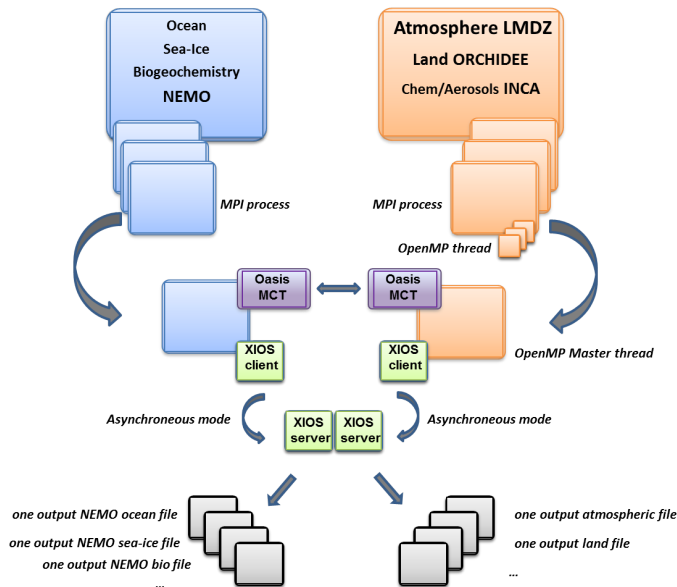 Ocean
Sea-Ice
Biogeochemistry
NEMO
Atmosphere LMDZ
Land ORCHIDEE
Chem/Aerosols INCA
MPI process
MPI process
OpenMP thread
Oasis
MCT
Oasis
MCT
XIOS
client
XIOS
client
OpenMP Master thread
Asynchroneous mode
XIOS
server
XIOS
server
Asynchroneous mode
one output NEMO ocean file
one output NEMO sea-ice file
one output NEMO bio file
...
one output atmospheric file
one output land file
...